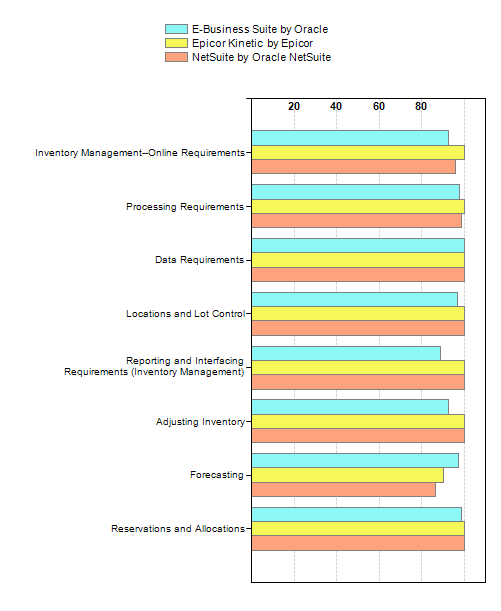 E-Business Suite by Oracle
Epicor Kinetic by Epicor
NetSuite by Oracle NetSuite
20 40 60 80
Inventory Management--Online Requirements
Processing Requirements
Data Requirements
Locations and Lot Control
Reporting and Interfacing
Requirements (Inventory Management)
Adjusting Inventory
Forecasting
Reservations and Allocations